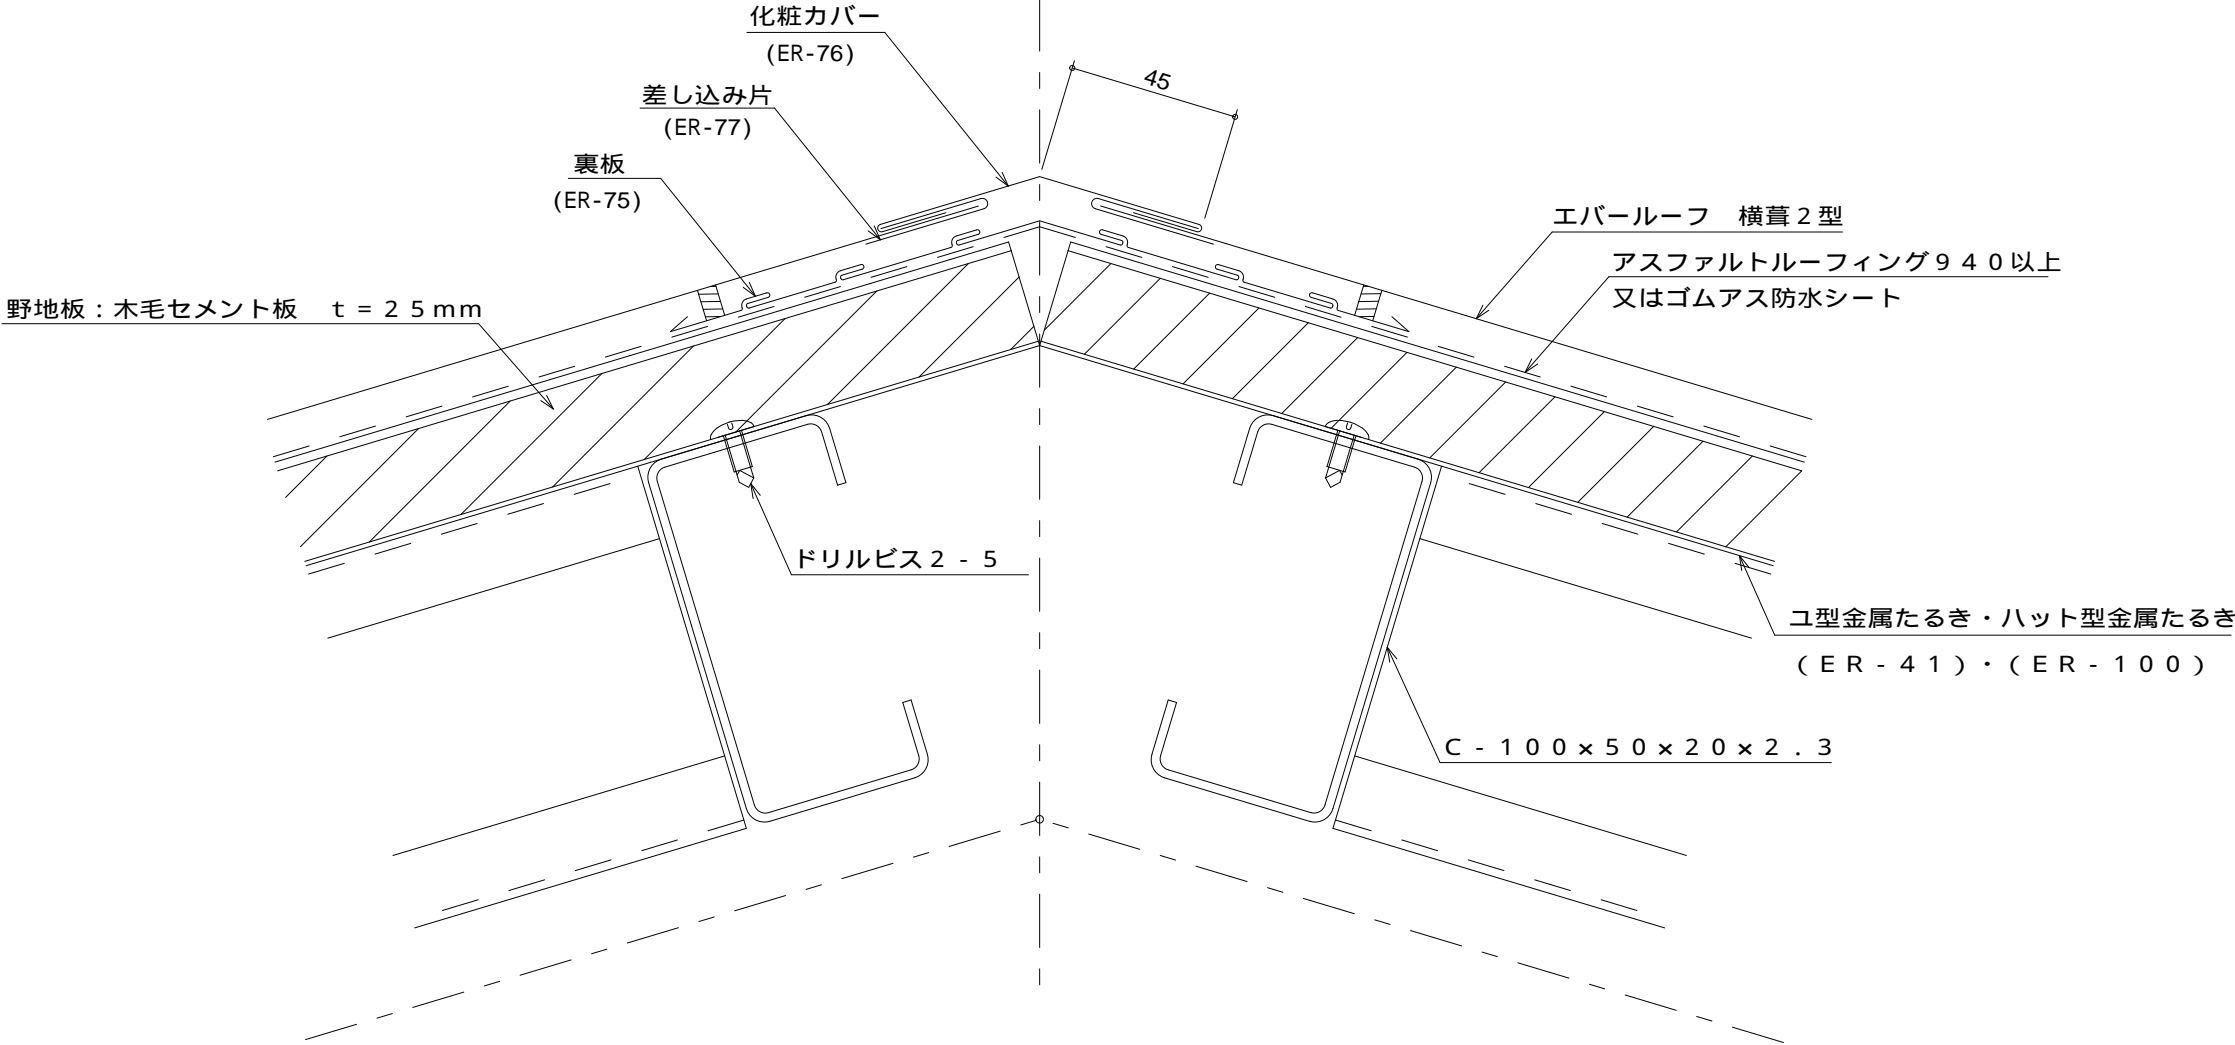 化粧カバー
(ER-76)
45
差し込み片
(ER-77)
裏板
(ER-75)
エバールーフ　横葺２型
アスファルトルーフィング９４０以上
又はゴムアス防水シート
野地板：木毛セメント板　ｔ＝２５mm
ドリルビス２‐５
ユ型金属たるき・ハット型金属たるき
（ＥＲ‐４１）・（ＥＲ‐１００）
Ｃ‐１００×５０×２０×２．３